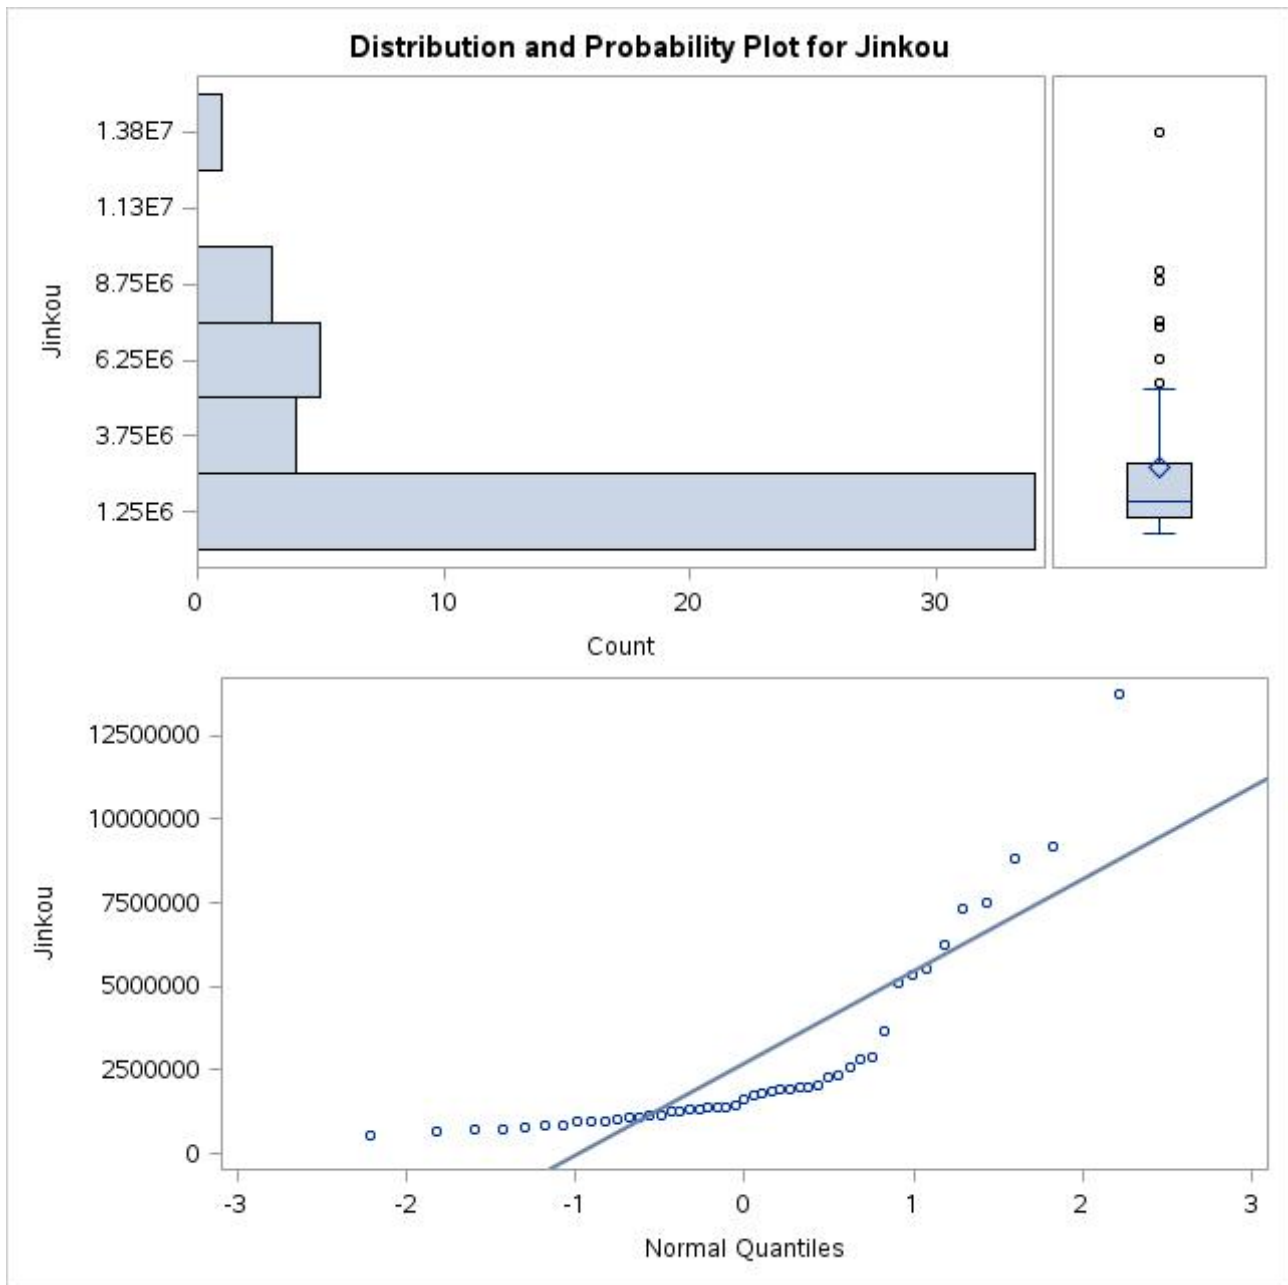 Distribution and Probability Plot for Jinkou
1.38E7
1.13E7
8.75E6
6.25E6
3.75E6
1.25E6
Jinkou
0 10 20 30
Count
12500000
10000000
7500000
5000000
2500000
0
Jinkou
-3 -2 -1 0 1 2 3
Normal Quantiles